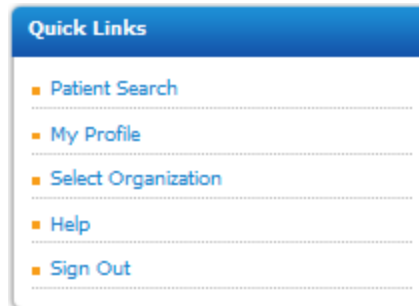 Quick Links
Patient Search
My Profile
Select Organization
Help
Sign Out